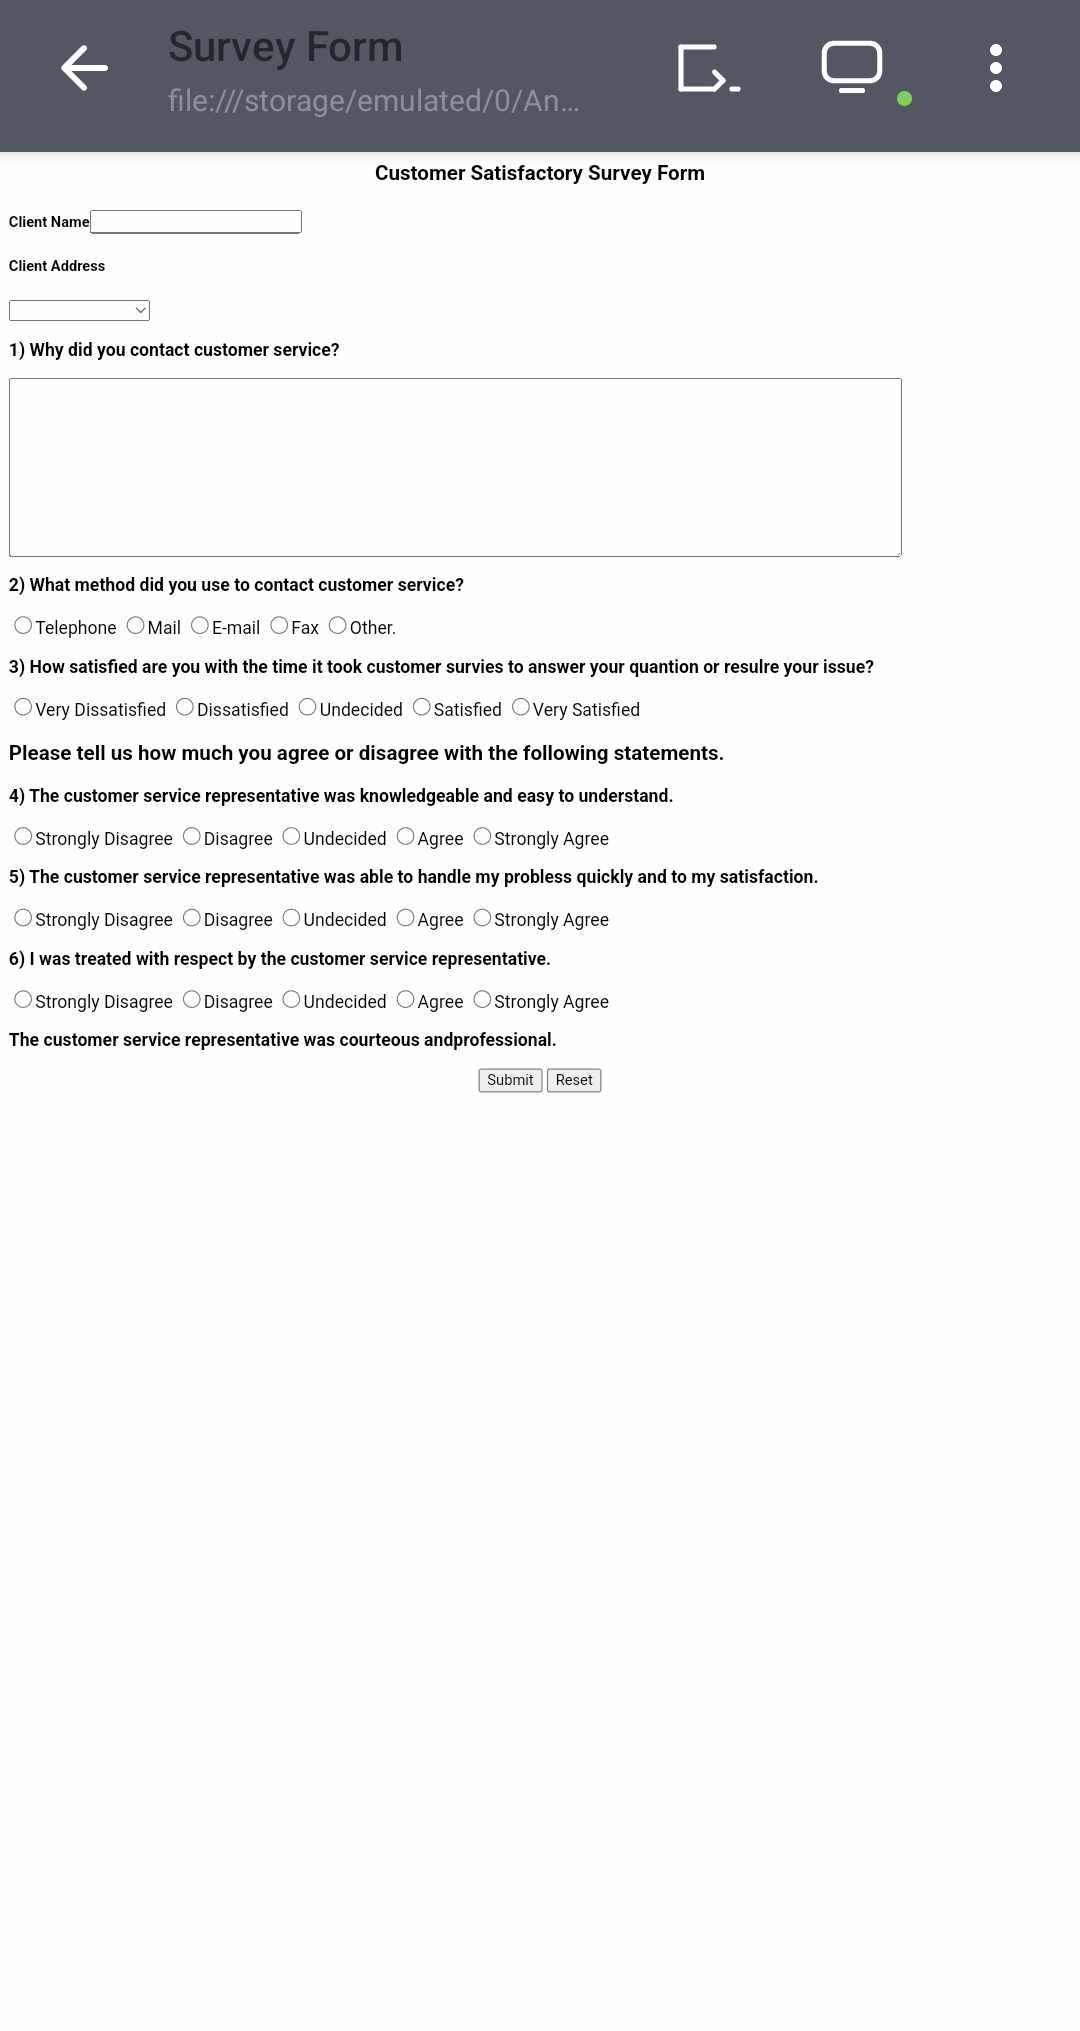 Survey Form
file:///storage/emulated/0/An...
Customer Satisfactory Survey Form
Client Name
Client Address
1) Why did you contact customer service?
2) What method did you use to contact customer service?
Telephone Mail E-mail Fax Other.
3) How satisfied are you with the time it took customer survies to answer your quantion or resulre your issue?
Very Dissatisfied Dissatisfied Undecided Satisfied Very Satisfied
Please tell us how much you agree or disagree with the following statements.
4) The customer service representative was knowledgeable and easy to understand.
Strongly Disagree Disagree Undecided Agree Strongly Agree
5) The customer service representative was able to handle my probless quickly and to my satisfaction.
Strongly Disagree Disagree Undecided Agree Strongly Agree
6) I was treated with respect by the customer service representative.
Strongly Disagree Disagree Undecided Agree Strongly Agree
The customer service representative was courteous andprofessional.
Submit Reset